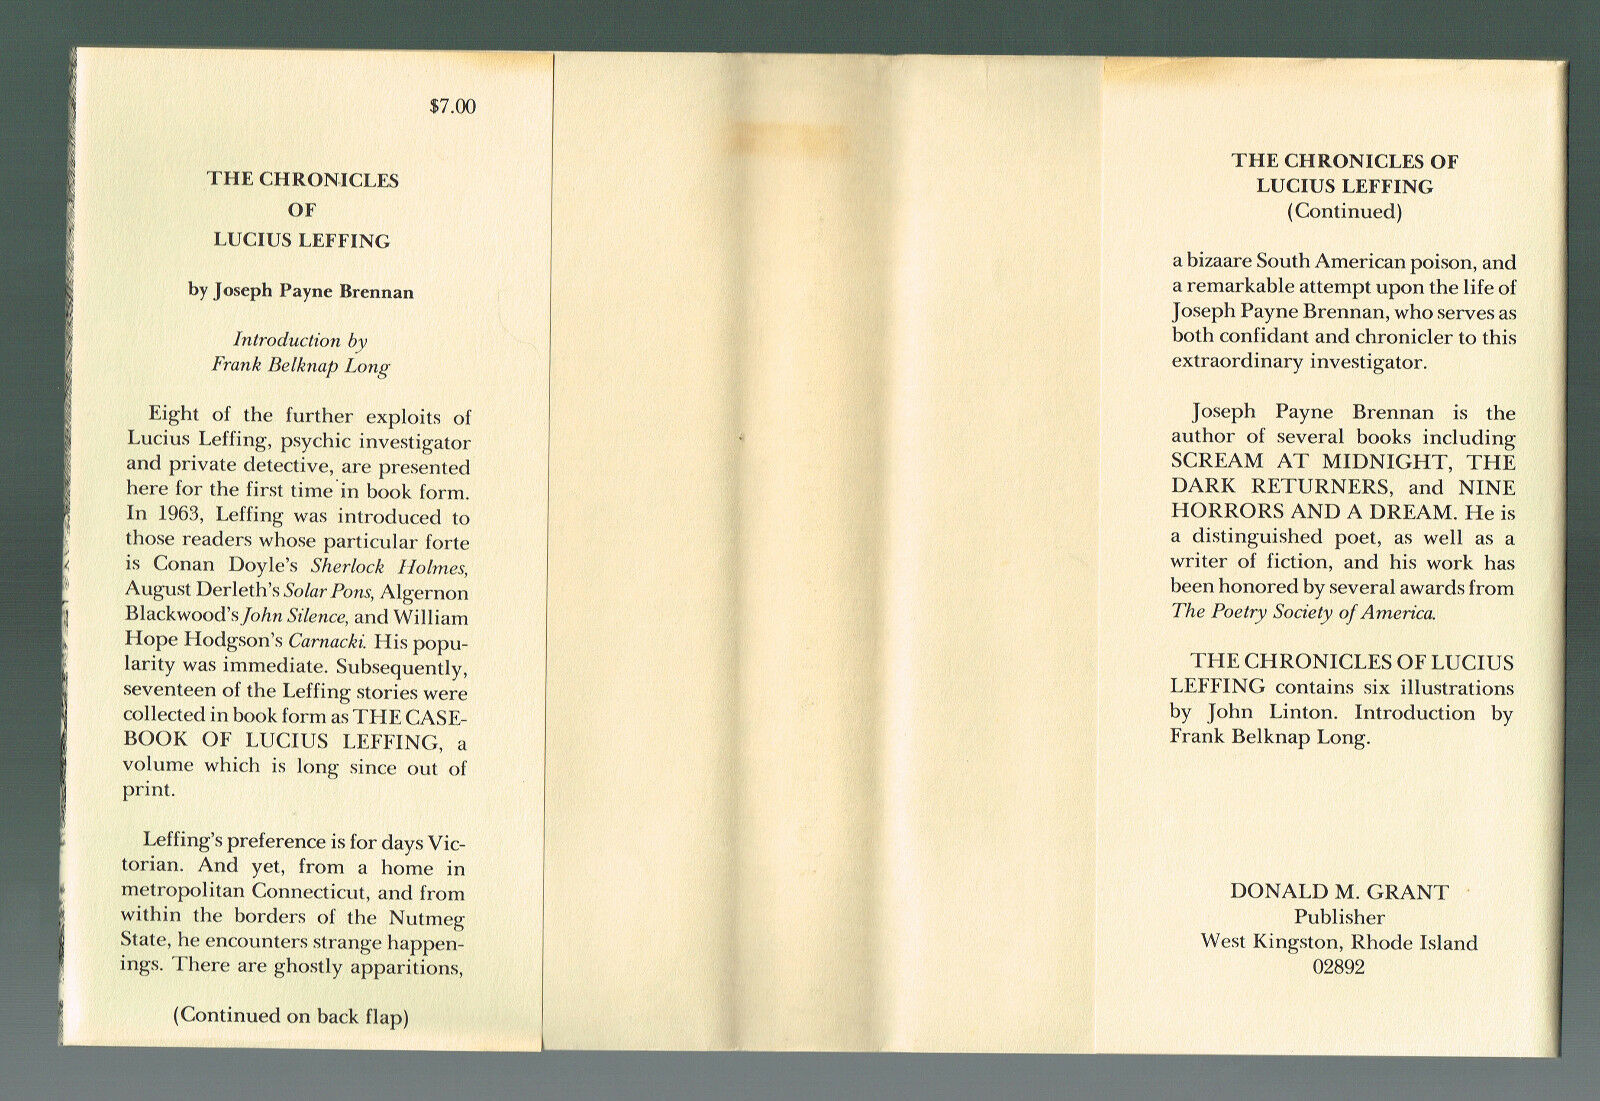 $7.00
THE CHRONICLES
OF
LUCIUS LEFFING
by Joseph Payne Brennan
Introduction by
Frank Belknap Long
Eight of the further exploits of
Lucius Leffing, psychic investigator
and private detective, are presented
here for the first time in book form.
In 1963, Leffing was introduced to
those readers whose particular forte
is Conan Doyle's Sherlock Holmes,
August Derleth's Solar Pons, Algernon
Blackwood's John Silence, and William
Hope Hodgson's Carnacki. His popu-
larity was immediate. Subsequently,
seventeen of the Leffing stories were
collected in book form as THE CASE-
BOOK OF LUCIUS LEFFING, a
volume which is long since out of
print.
Leffing's preference is for days Vic-
torian. And yet, from a home in
metropolitan Connecticut, and from
within the borders of the Nutmeg
State, he encounters strange happen-
ings. There are ghostly apparitions,
(Continued on back flap)
THE CHRONICLES OF
LUCIUS LEFFING
(Continued)
a bizaare South American poison, and
a remarkable attempt upon the life of
Joseph Payne Brennan, who serves as
both confidant and chronicler to this
extraordinary investigator.
Joseph Payne Brennan is the
author of several books including
SCREAM AT MIDNIGHT, THE
DARK RETURNERS, and NINE
HORRORS AND A DREAM. He is
a distinguished poet, as well as a
writer of fiction, and his work has
been honored by several awards from
The Poetry Society of America.
THE CHRONICLES OF LUCIUS
LEFFING contains six illustrations
by John Linton. Introduction by
Frank Belknap Long.
DONALD M. GRANT
Publisher
West Kingston, Rhode Island
02892